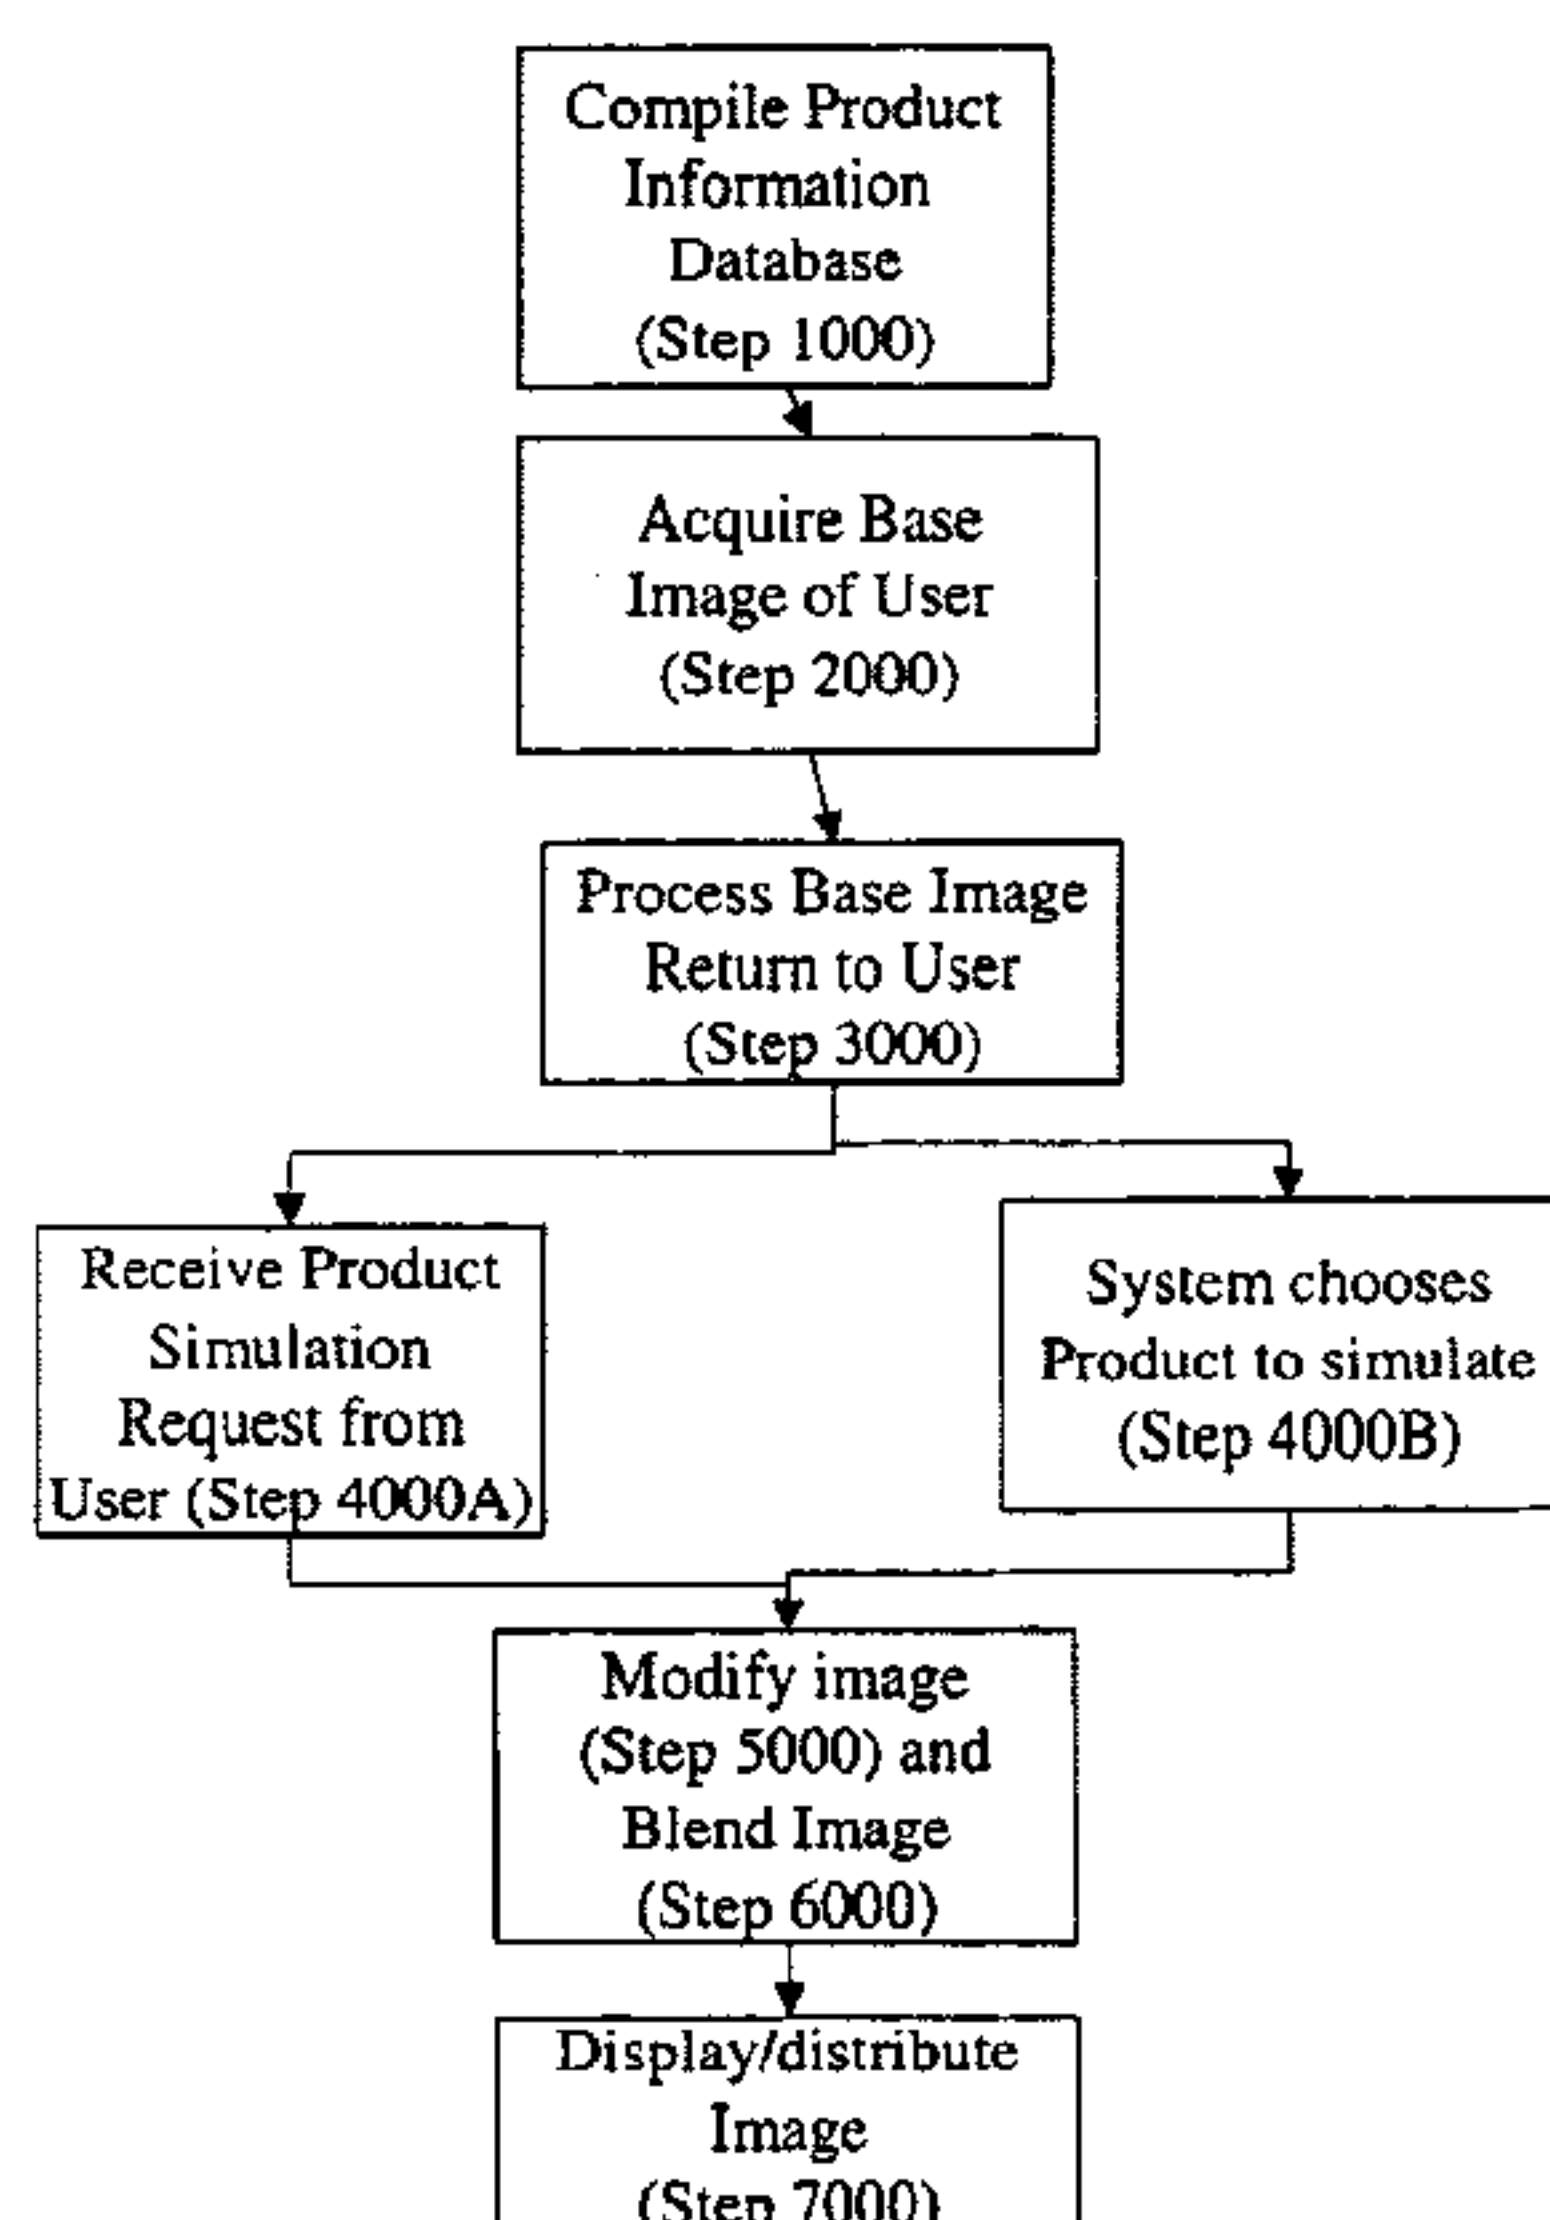 Compile Product
Information
Database
(Step 1000)
Acquire Base
Image of User
(Step 2000)
Process Base Image
Return to User
(Step 3000)
Receive Product
Simulation
Request from
User (Step 4000A)
System chooses
Product to simulate
(Step 4000B)
Modify image
(Step 5000) and
Blend Image
(Step 6000)
Display/distribute
Image
(Step 7000)